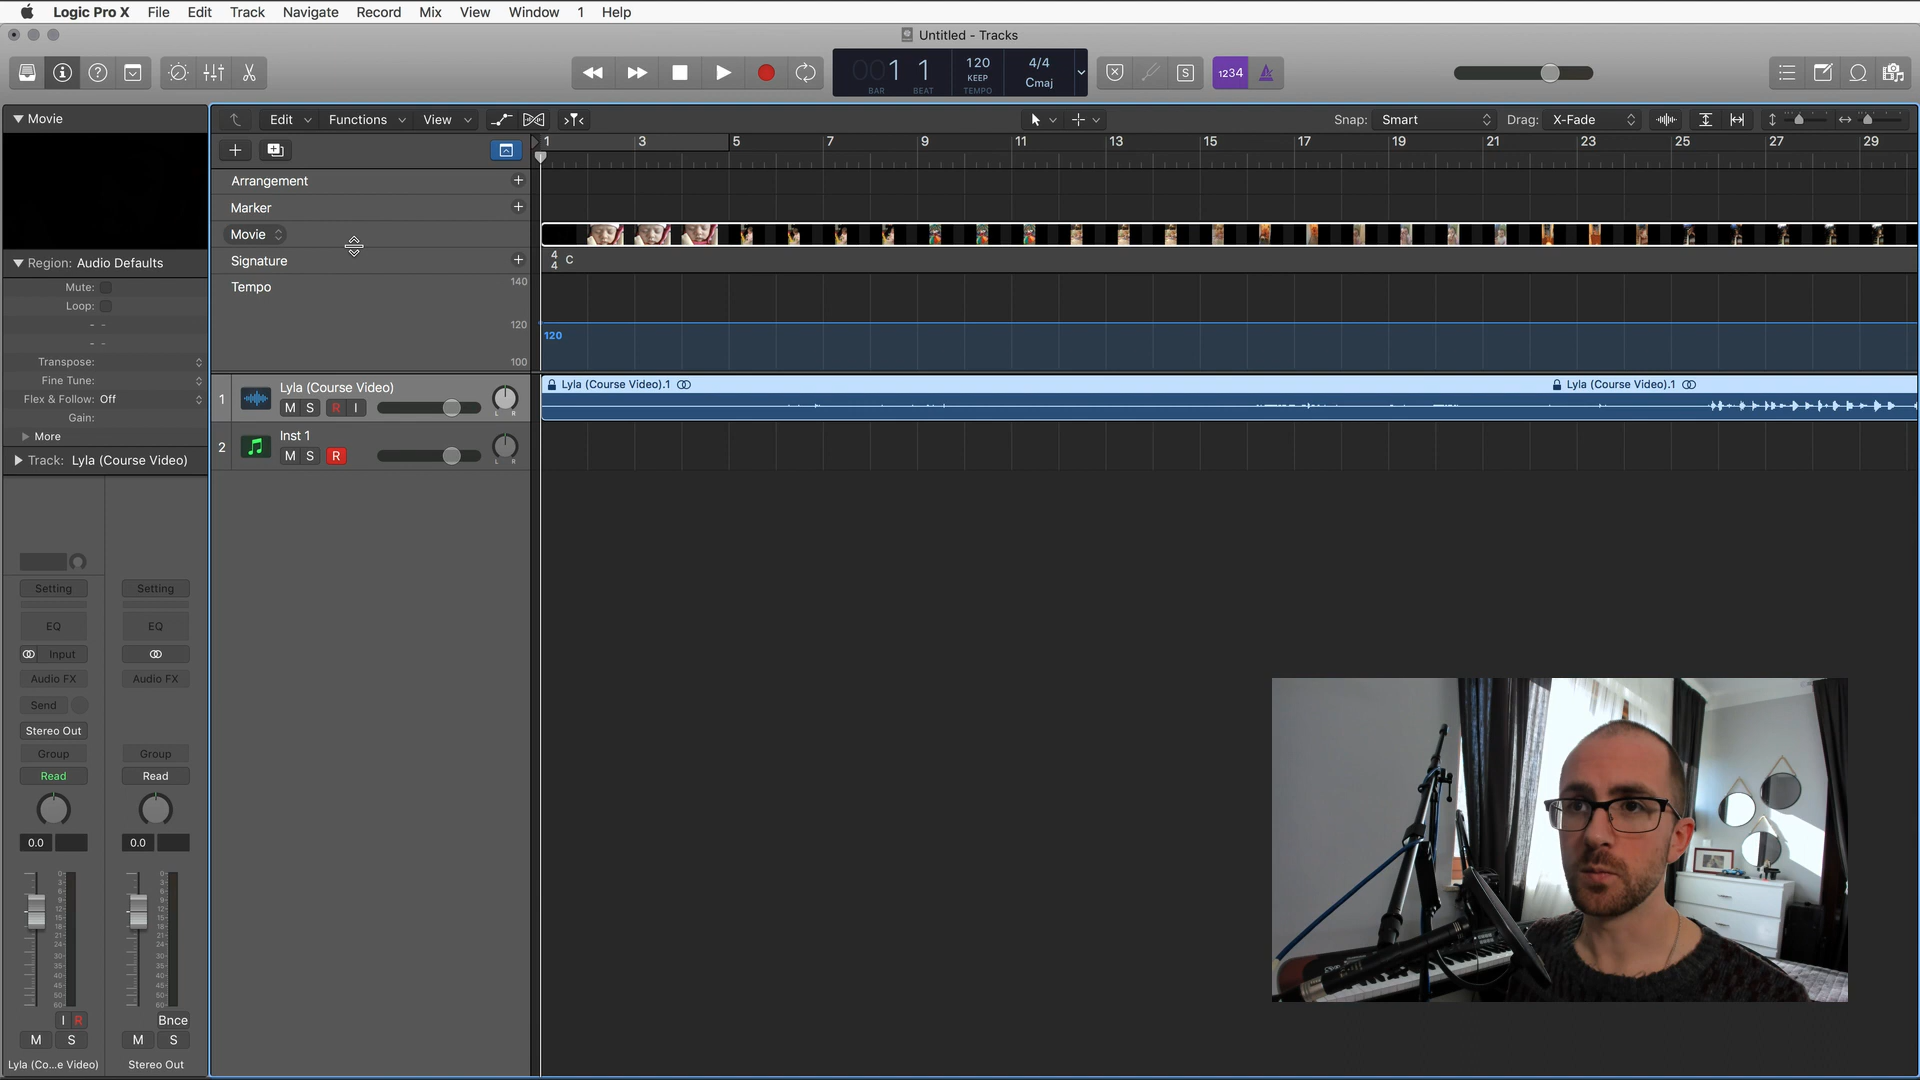 Logic Pro X File Edit Track Record Navigate Mix View Window 1 Help
Untitled - Tracks
001 1 120 4/4
KEEP Cmaj
BAR BEAT TEMPO
S 1234
Movie
Edit Functions View Snap: Smart Drag: X-Fade
1 3 5 7 9 11 13 15 17 19 21 23 25 27 29
Arrangement
Marker
Movie
Signature
4
4 C
Tempo
140
120
100
120
Region: Audio Defaults
Mute:
Loop:
Transpose:
Fine Tune:
Flex & Follow: Off
Gain:
More
Track: Lyla (Course Video)
1 Lyla (Course Video)
M S R I
Lyla (Course Video).1 Lyla (Course Video).1
2 Inst 1
M S R
Setting Setting
EQ EQ
Input
Audio FX Audio FX
Send
Stereo Out
Group Group
Read Read
0.0 0.0
I R Bnce
M S M S
Lyla (Co...e Video) Stereo Out